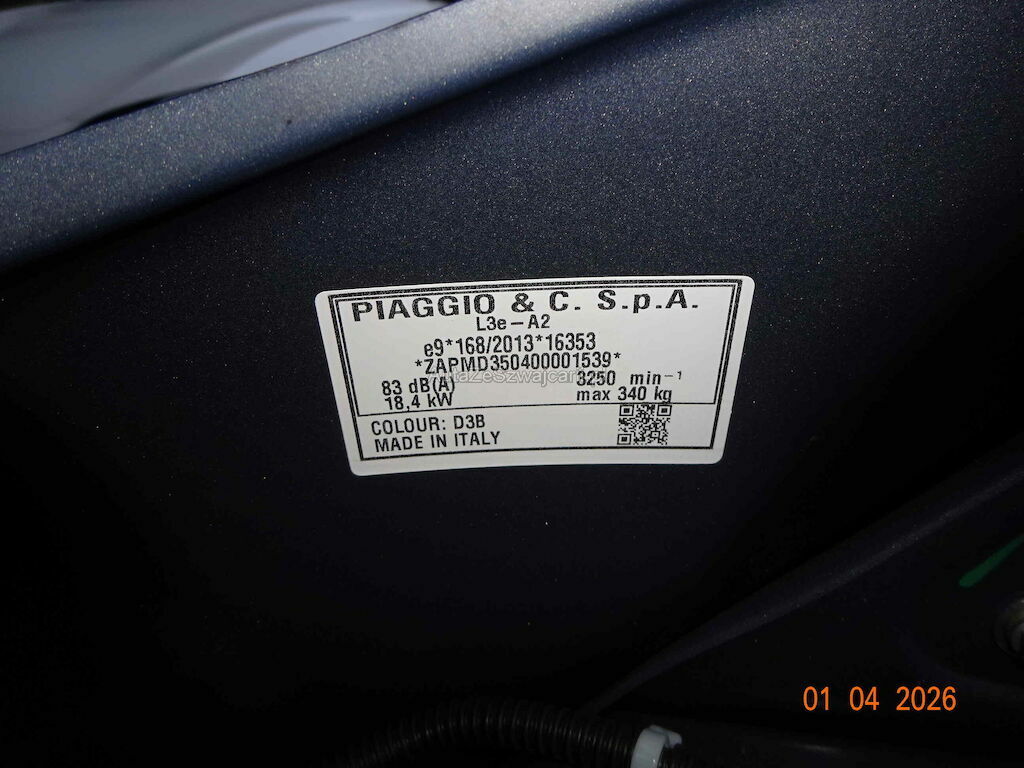 PIAGGIO & C. S.p.A.
L3e-A2
e9*168/2013*16353
*ZAPMD350400001539*
83 dB(A) 3250 min-1
18,4 kW max 340 kg
COLOUR: D3B
MADE IN ITALY
01 04 2026